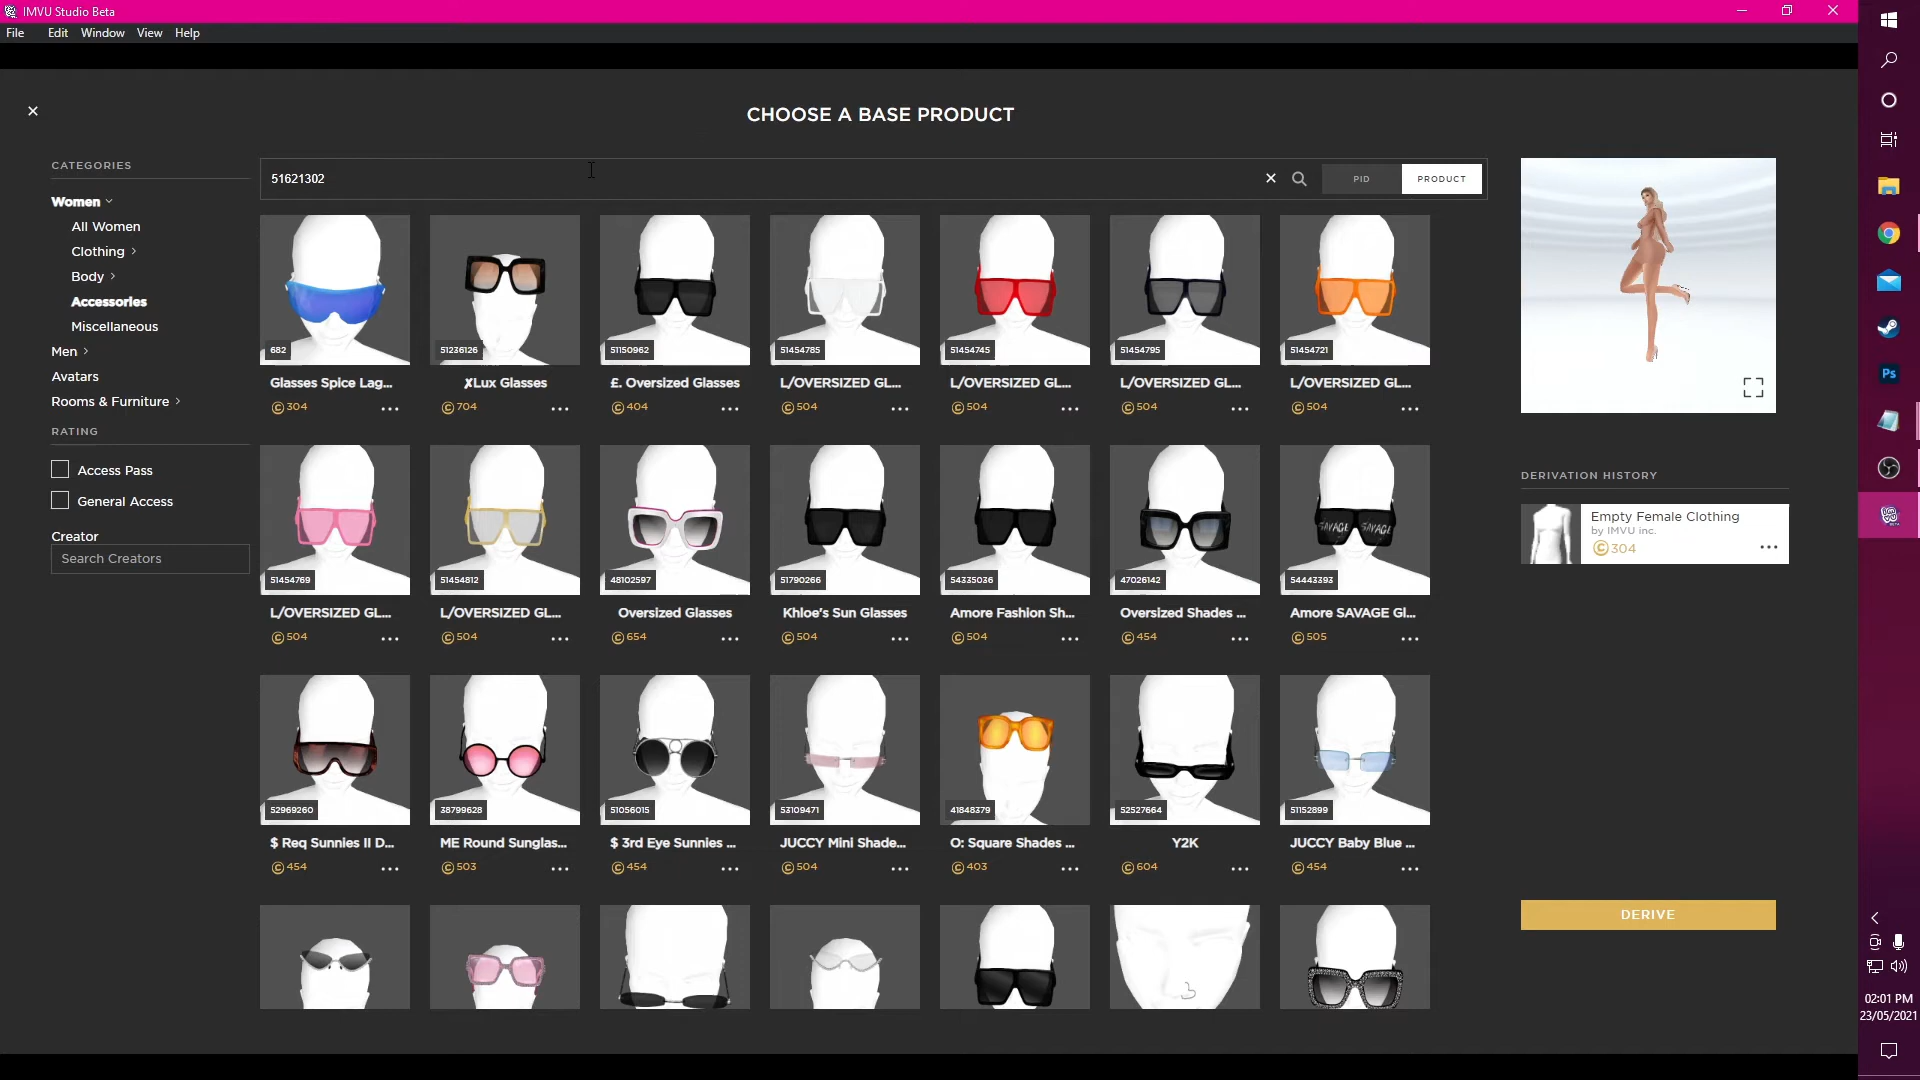 IMVU Studio Beta
File Edit Window View Help
CHOOSE A BASE PRODUCT
CATEGORIES
Women
All Women
Clothing
Body
Accessories
Miscellaneous
Men
Avatars
Rooms & Furniture
RATING
Access Pass
General Access
Creator
Search Creators
51621302
PID PRODUCT
682 51236126 51150962 51454785 51454745 51454795 51454721
Glasses Spice Lag... ✗Lux Glasses £. Oversized Glasses L/OVERSIZED GL... L/OVERSIZED GL... L/OVERSIZED GL... L/OVERSIZED GL...
304 704 404 504 504 504 504
SAVAGE SAVAGE
51454769 51454812 48102597 51790266 54335036 47026142 54443393
L/OVERSIZED GL... L/OVERSIZED GL... Oversized Glasses Khloe's Sun Glasses Amore Fashion Sh... Oversized Shades ... Amore SAVAGE Gl...
504 504 654 504 504 454 505
52969260 38799628 51056015 53109471 41848379 52527664 51152899
$ Req Sunnies II D... ME Round Sunglas... $ 3rd Eye Sunnies ... JUCCY Mini Shade... O: Square Shades ... Y2K JUCCY Baby Blue ...
454 503 454 504 403 604 454
DERIVATION HISTORY
Empty Female Clothing
by IMVU inc.
304
DERIVE
Ps
BETA
02:01 PM
23/05/2021